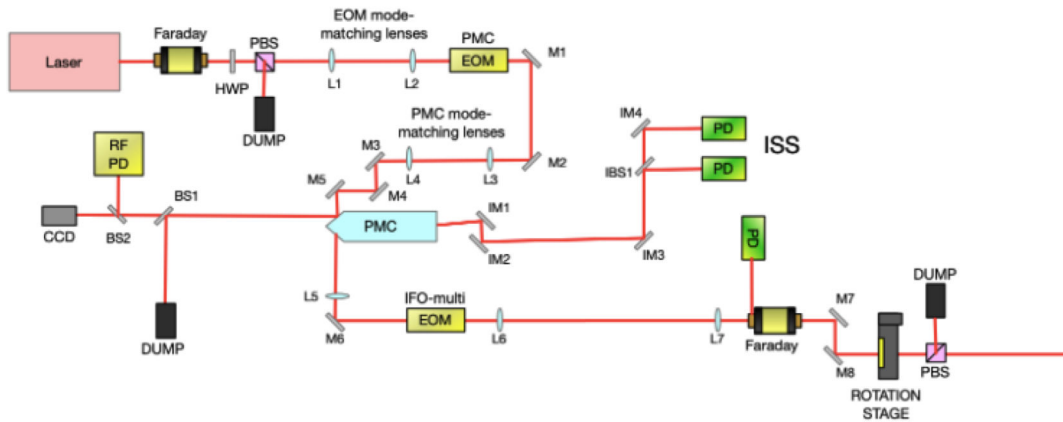 Faraday
PBS
EOM mode-
matching lenses
PMC
M1
Laser
EOM
HWP
L1
L2
DUMP
PMC mode-
matching lenses
IM4
PD
ISS
RF
PD
M3
M2
IBS1
PD
L4
L3
M5
M4
BS1
IM1
CCD
BS2
PMC
IM2
IM3
PD
DUMP
L5
IFO-multi
DUMP
M7
EOM
M6
L6
L7
Faraday
M8
PBS
DUMP
ROTATION
STAGE